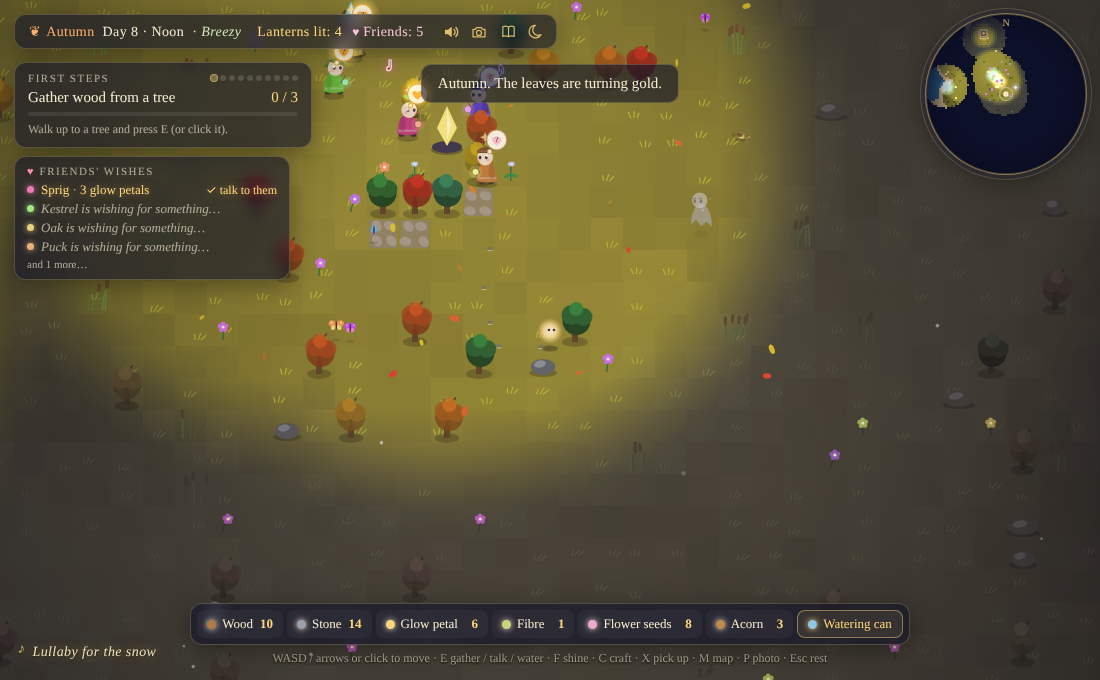 Autumn Day 8 · Noon · Breezy Lanterns lit: 4 ♥ Friends: 5
N
FIRST STEPS
Gather wood from a tree 0 / 3
Walk up to a tree and press E (or click it).
Autumn. The leaves are turning gold.
♥ FRIENDS' WISHES
Sprig · 3 glow petals ✓ talk to them
Kestrel is wishing for something…
Oak is wishing for something…
Puck is wishing for something…
and 1 more…
Wood 10 Stone 14 Glow petal 6 Fibre 1 Flower seeds 8 Acorn 3 Watering can
♪ Lullaby for the snow
WASD / arrows or click to move · E gather / talk / water · F shine · C craft · X pick up · M map · P photo · Esc rest